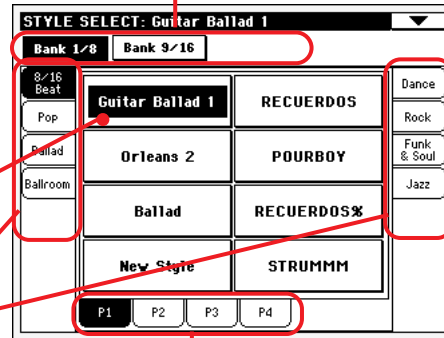 STYLE SELECT: Guitar Ballad 1
Bank 1/8 Bank 9/16
8/16
Beat
Pop
Ballad
Ballroom
Guitar Ballad 1 RECUERDOS
Orleans 2 POURBOY
Ballad RECUERDOS%
New Style STRUMMM
Dance
Rock
Funk
& Soul
Jazz
P1 P2 P3 P4